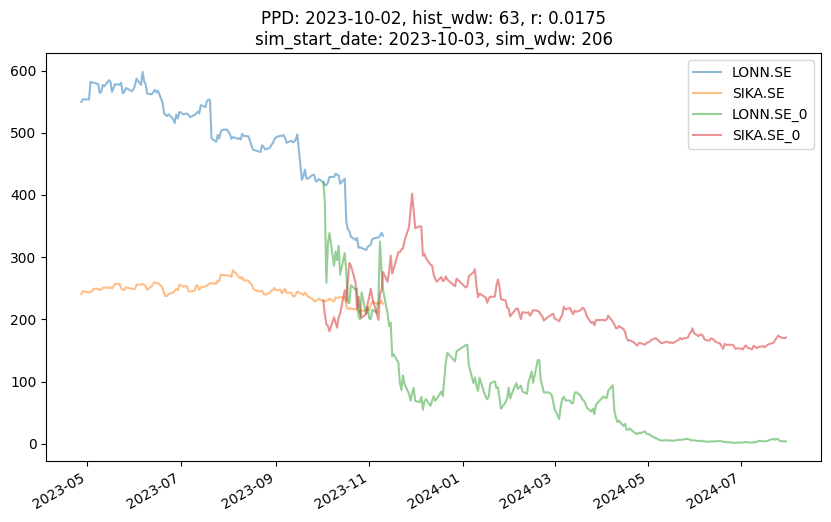 PPD: 2023-10-02, hist_wdw: 63, r: 0.0175
sim_start_date: 2023-10-03, sim_wdw: 206
LONN.SE
SIKA.SE
LONN.SE_0
SIKA.SE_0
600
500
400
300
200
100
0
2023-05
2023-07
2023-09
2023-11
2024-01
2024-03
2024-05
2024-07